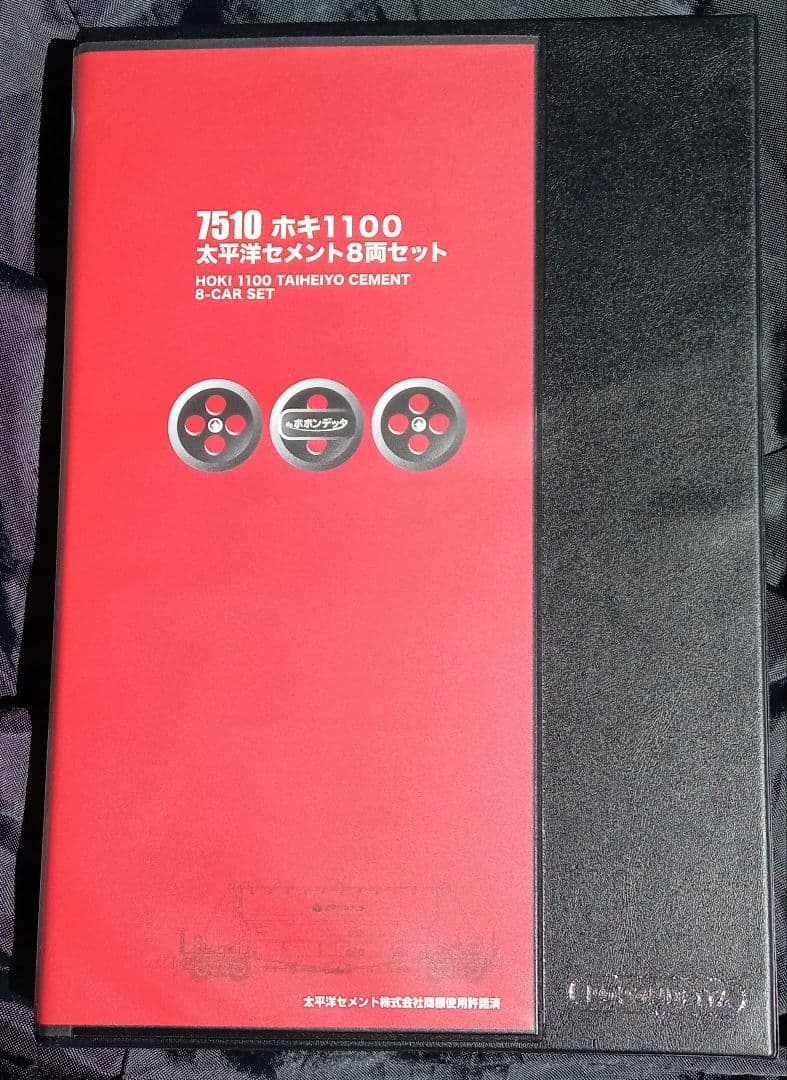 7510 ホキ1100
太平洋セメント8両セット
HOKI 1100 TAIHEIYO CEMENT
8-CAR SET
ポポンデッタ
太平洋セメント株式会社商標使用許諾済